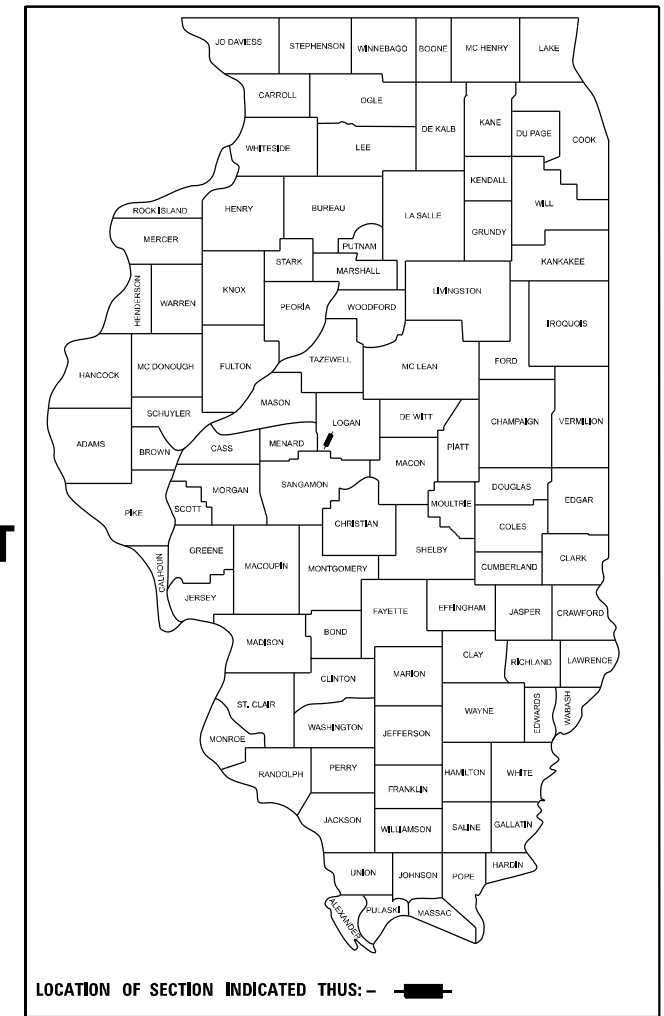 JO DAVIESS STEPHENSON WINNEBAGO BOONE MC HENRY LAKE
CARROLL OGLE DE KALB KANE DU PAGE COOK
WHITESIDE LEE
KENDALL WILL
ROCK ISLAND HENRY BUREAU LA SALLE
MERCER PUTNAM GRUNDY
STARK MARSHALL KANKAKEE
HENDERSON WARREN KNOX PEORIA WOODFORD LIVINGSTON
IROQUOIS
TAZEWELL MC LEAN FORD
HANCOCK MC DONOUGH FULTON
MASON
SCHUYLER LOGAN DE WITT CHAMPAIGN VERMILION
ADAMS BROWN CASS MENARD MACON PIATT
SANGAMON
PIKE SCOTT MORGAN MOULTRIE DOUGLAS EDGAR
CHRISTIAN COLES
T
CALHOUN GREENE MACOUPIN MONTGOMERY SHELBY CUMBERLAND CLARK
JERSEY
FAYETTE EFFINGHAM JASPER CRAWFORD
MADISON BOND
CLAY RICHLAND LAWRENCE
CLINTON MARION
ST. CLAIR WAYNE EDWARDS WABASH
MONROE WASHINGTON JEFFERSON
RANDOLPH PERRY HAMILTON WHITE
FRANKLIN
JACKSON WILLIAMSON SALINE GALLATIN
HARDIN
UNION JOHNSON POPE
ALEXANDER PULASKI MASSAC
LOCATION OF SECTION INDICATED THUS: –